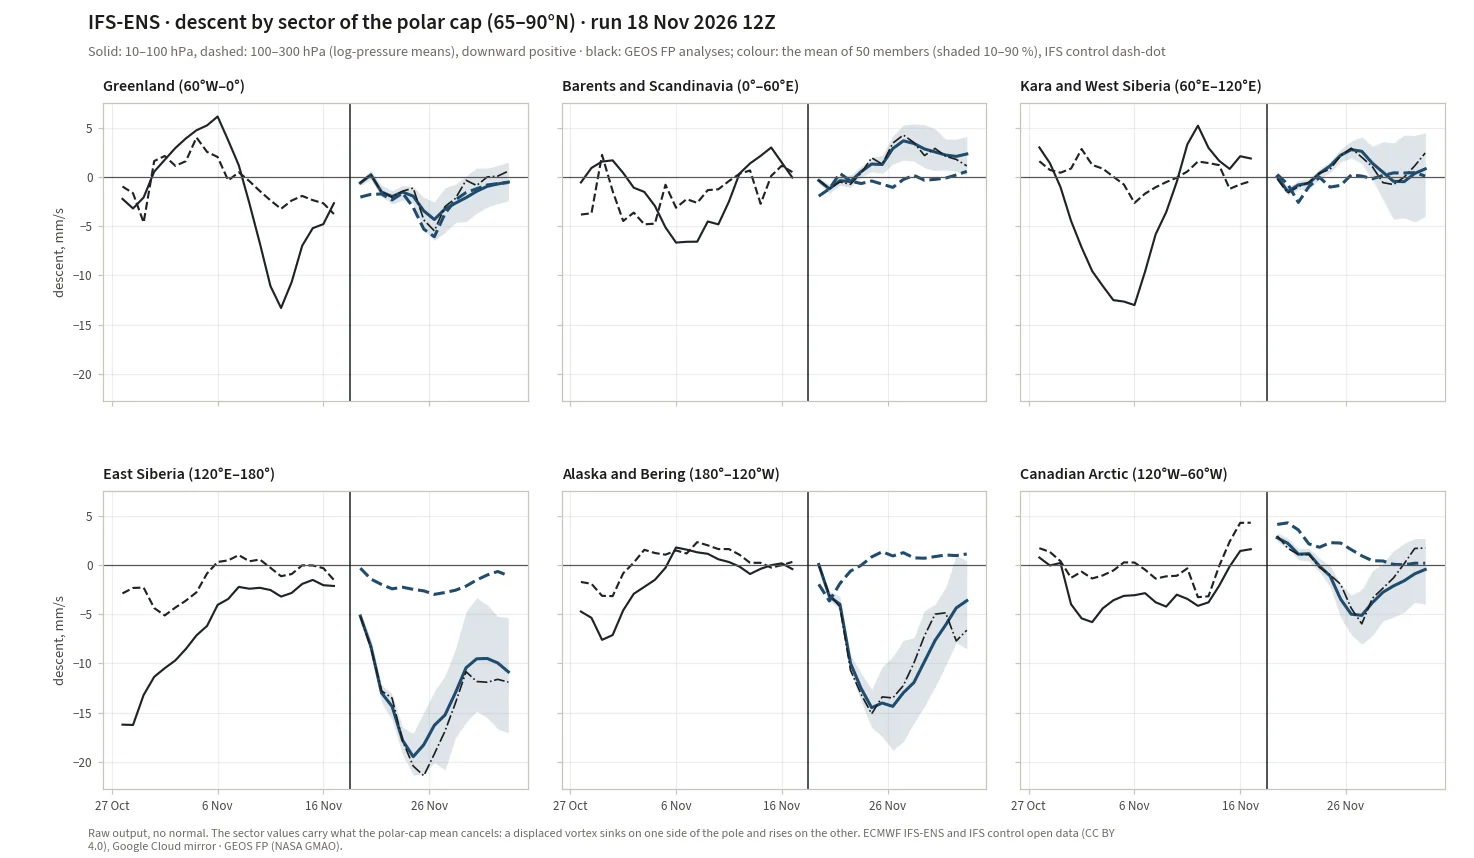 IFS-ENS · descent by sector of the polar cap (65–90°N) · run 18 Nov 2026 12Z
Solid: 10–100 hPa, dashed: 100–300 hPa (log-pressure means), downward positive · black: GEOS FP analyses; colour: the mean of 50 members (shaded 10–90 %), IFS control dash-dot
Greenland (60°W–0°)
Barents and Scandinavia (0°–60°E)
Kara and West Siberia (60°E–120°E)
descent, mm/s
5
0
−5
−10
−15
−20
East Siberia (120°E–180°)
Alaska and Bering (180°–120°W)
Canadian Arctic (120°W–60°W)
descent, mm/s
5
0
−5
−10
−15
−20
27 Oct
6 Nov
16 Nov
26 Nov
27 Oct
6 Nov
16 Nov
26 Nov
27 Oct
6 Nov
16 Nov
26 Nov
Raw output, no normal. The sector values carry what the polar-cap mean cancels: a displaced vortex sinks on one side of the pole and rises on the other. ECMWF IFS-ENS and IFS control open data (CC BY
4.0), Google Cloud mirror · GEOS FP (NASA GMAO).